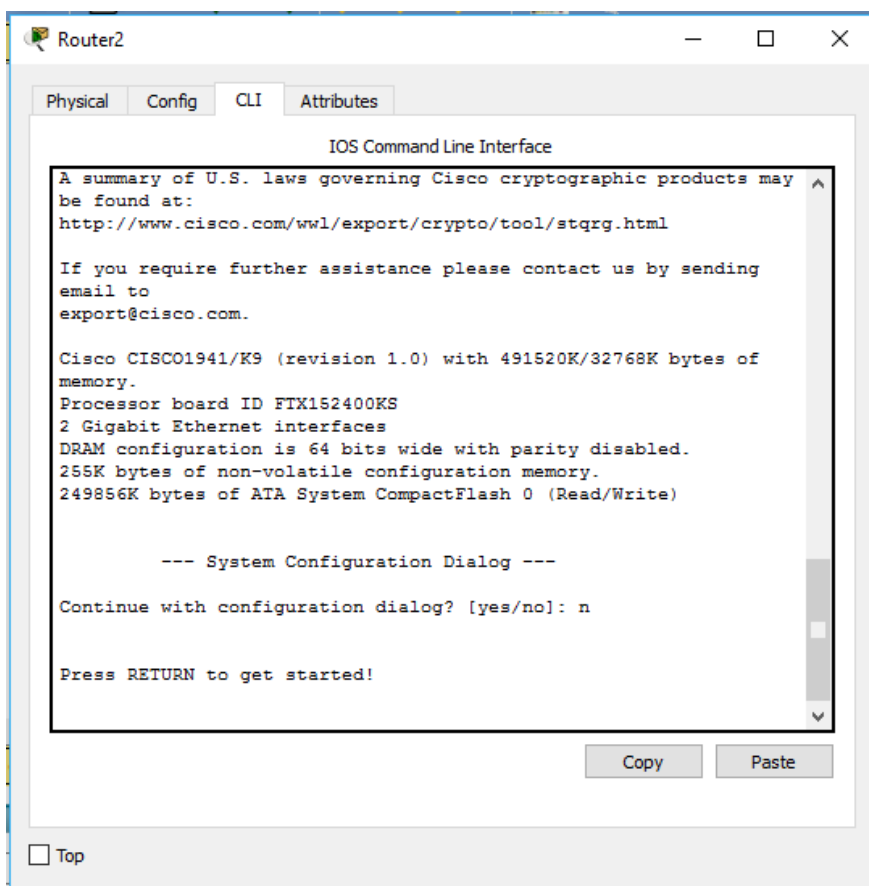 Router2
Physical Config CLI Attributes
IOS Command Line Interface
A summary of U.S. laws governing Cisco cryptographic products may
be found at:
http://www.cisco.com/wwl/export/crypto/tool/stqrg.html
If you require further assistance please contact us by sending
email to
export@cisco.com.
Cisco CISCO1941/K9 (revision 1.0) with 491520K/32768K bytes of
memory.
Processor board ID FTX152400KS
2 Gigabit Ethernet interfaces
DRAM configuration is 64 bits wide with parity disabled.
255K bytes of non-volatile configuration memory.
249856K bytes of ATA System CompactFlash 0 (Read/Write)
--- System Configuration Dialog ---
Continue with configuration dialog? [yes/no]: n
Press RETURN to get started!
Copy Paste
Top